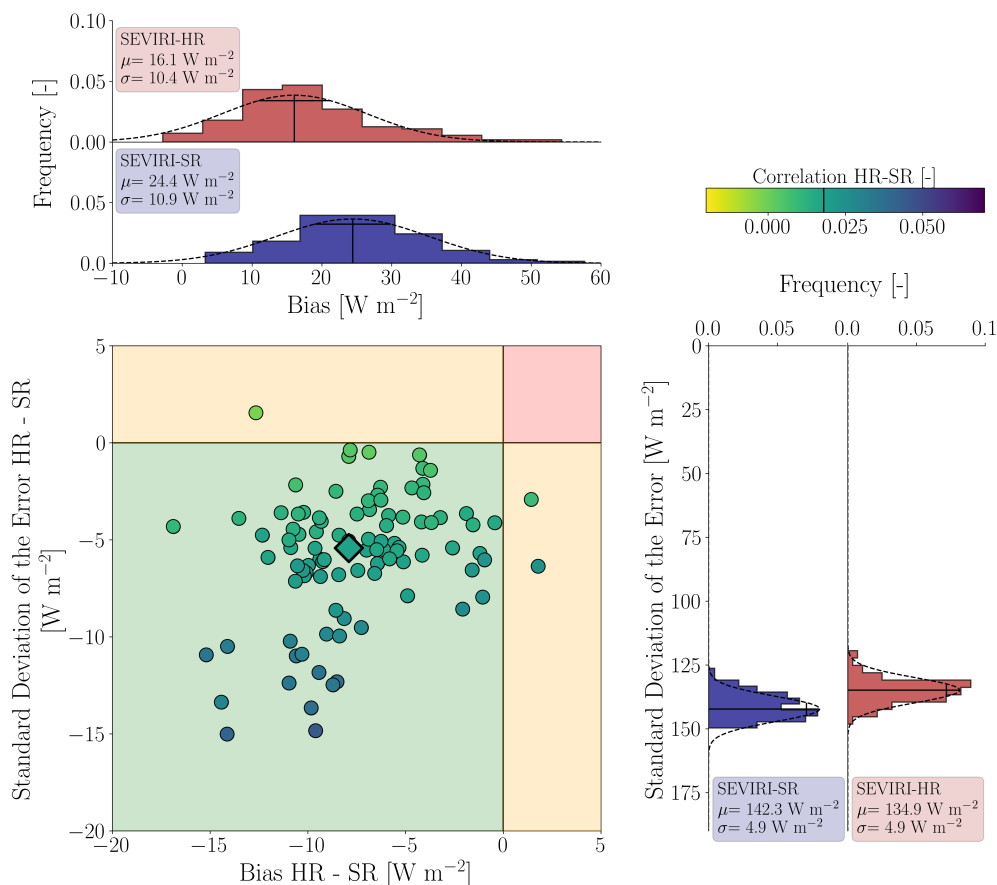 0.10
SEVIRI-HR
μ= 16.1 W m⁻²
σ= 10.4 W m⁻²
0.05
0.00
Frequency [-]
SEVIRI-SR
μ= 24.4 W m⁻²
σ= 10.9 W m⁻²
0.05
0.0
−10 0 10 20 30 40 50 60
Bias [W m⁻²]
Correlation HR-SR [-]
0.000 0.025 0.050
Frequency [-]
0.0 0.05 0.0 0.05 0.1
0
25
50
75
100
125
150
175
Standard Deviation of the Error [W m⁻²]
SEVIRI-SR
μ= 142.3 W m⁻²
σ= 4.9 W m⁻²
SEVIRI-HR
μ= 134.9 W m⁻²
σ= 4.9 W m⁻²
5
0
−5
−10
−15
−20
Standard Deviation of the Error HR - SR
[W m⁻²]
−20 −15 −10 −5 0 5
Bias HR - SR [W m⁻²]